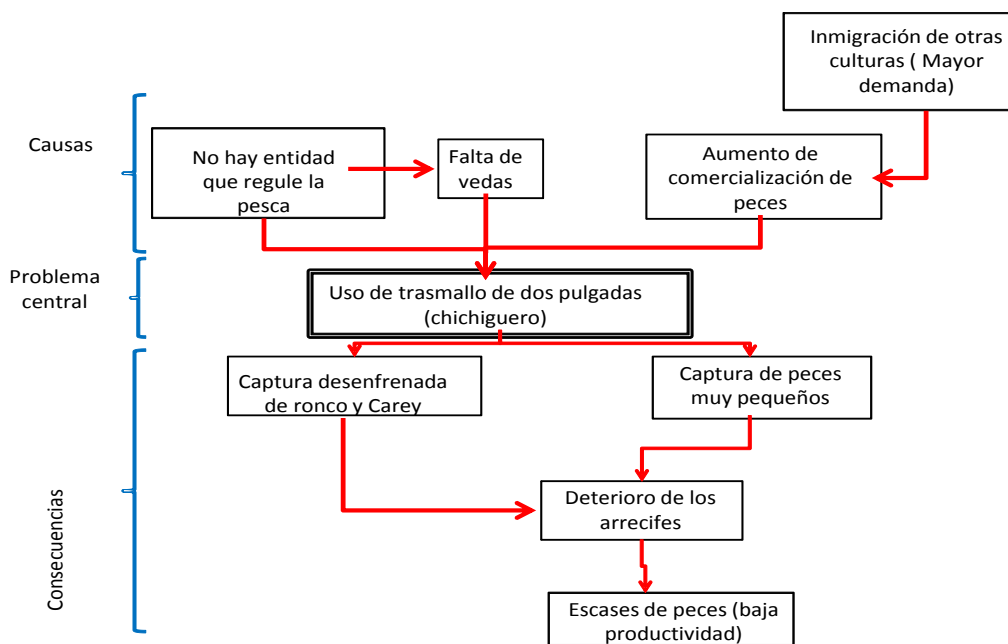 Inmigración de otras
culturas ( Mayor
demanda)
Causas
No hay entidad
que regule la
pesca
Falta de
vedas
Aumento de
comercialización de
peces
Problema
central
Uso de trasmallo de dos pulgadas
(chichiguero)
Captura desenfrenada
de ronco y Carey
Captura de peces
muy pequeños
Consecuencias
Deterioro de los
arrecifes
Escases de peces (baja
productividad)